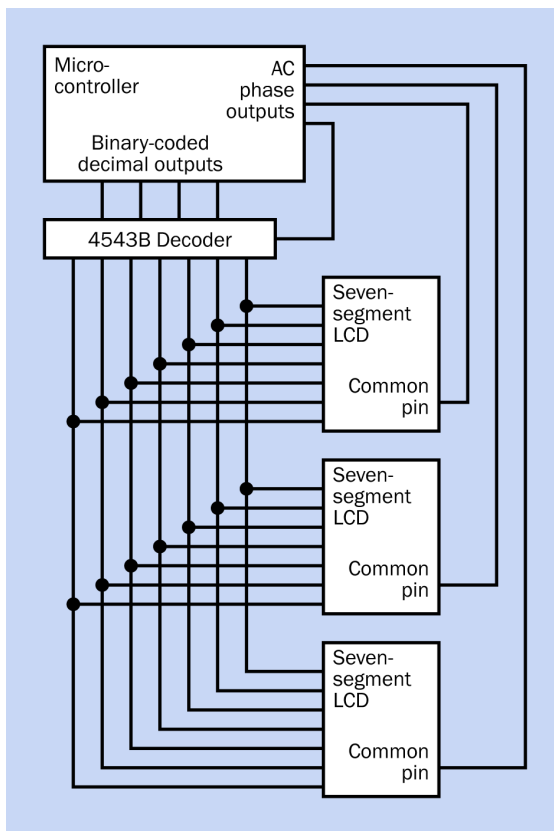 Micro-
controller
AC
phase
outputs
Binary-coded
decimal outputs
4543B Decoder
Seven-
segment
LCD
Common
pin
Seven-
segment
LCD
Common
pin
Seven-
segment
LCD
Common
pin